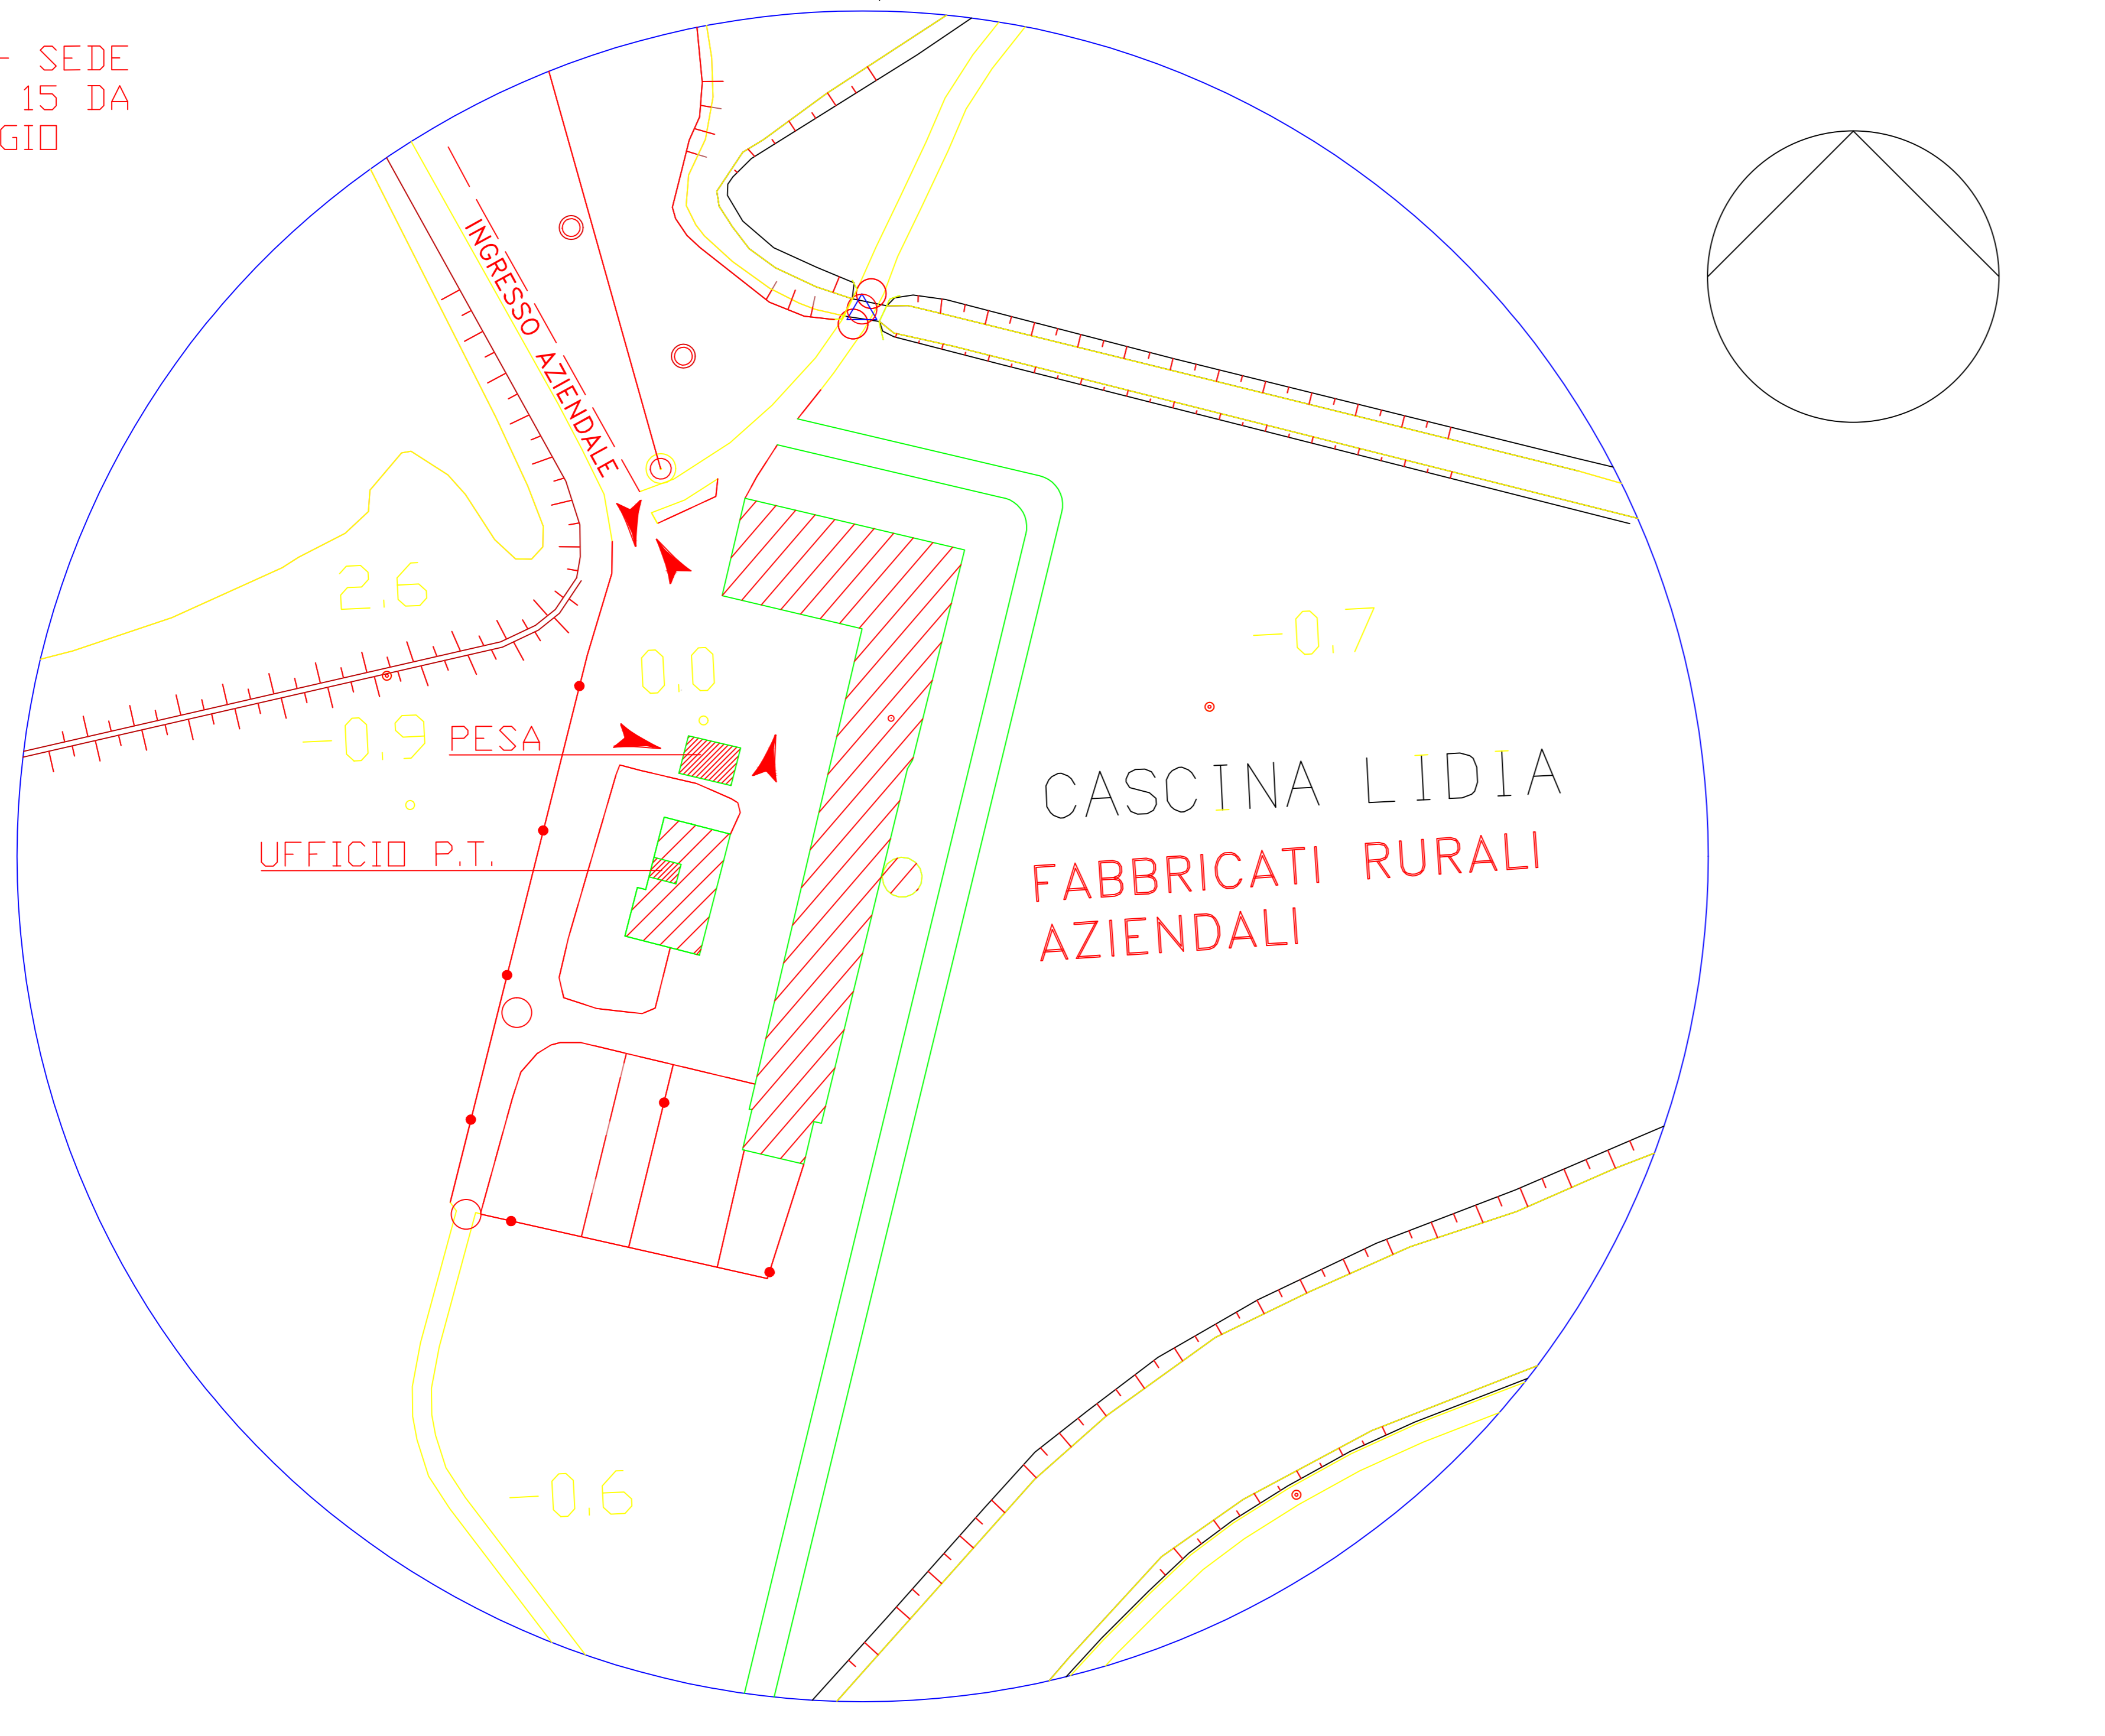 - SEDE
15 DA
GIO
INGRESSO AZIENDALE
2,6
0,0
-0,7
-0,9
PESA
CASCINA LIDIA
UFFICIO P.T.
FABBRICATI RURALI
AZIENDALI
-0,6